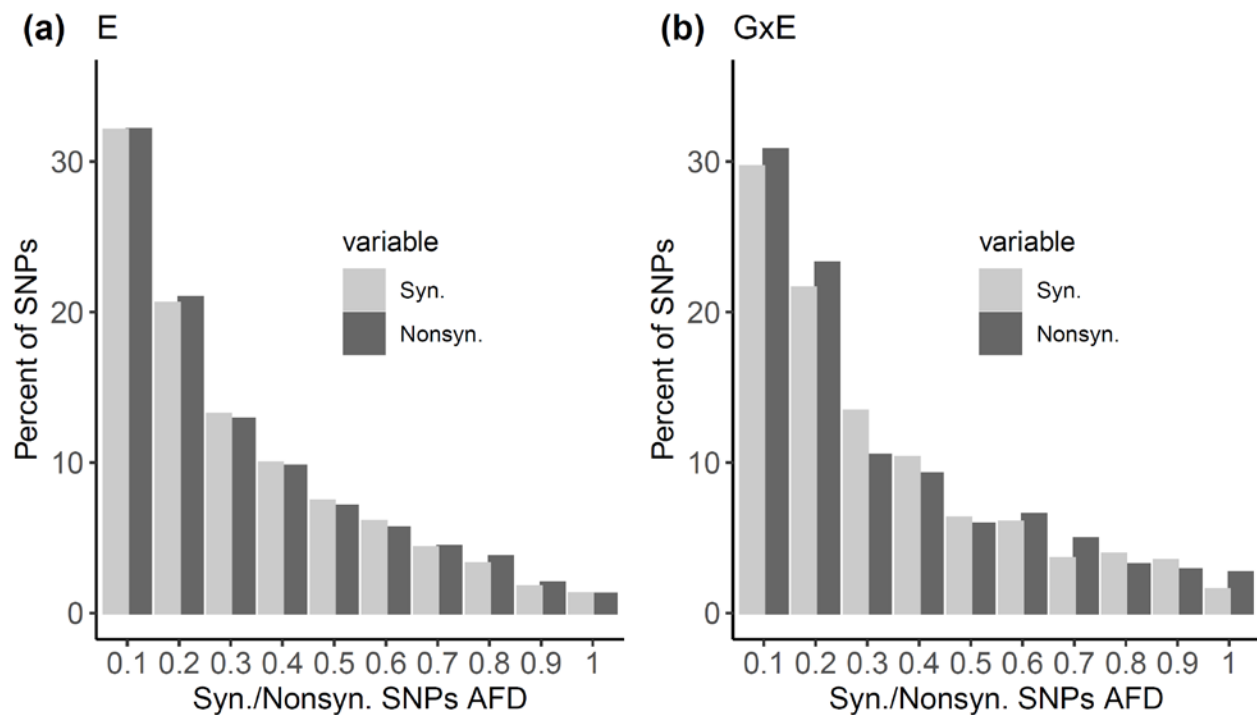 (a) E
Percent of SNPs
30
20
10
0
variable
Syn.
Nonsyn.
0.1 0.2 0.3 0.4 0.5 0.6 0.7 0.8 0.9 1
Syn./Nonsyn. SNPs AFD
(b) GxE
Percent of SNPs
30
20
10
0
variable
Syn.
Nonsyn.
0.1 0.2 0.3 0.4 0.5 0.6 0.7 0.8 0.9 1
Syn./Nonsyn. SNPs AFD